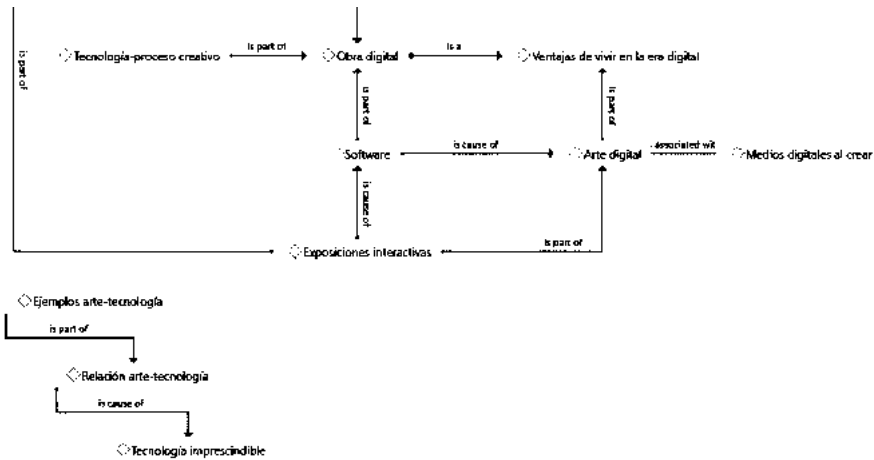 is part of
Tecnología-proceso creativo
is part of
Obra digital
is a
Ventajas de vivir en la era digital
is part of
is part of
Software
is cause of
Arte digital
associated wit
Medios digitales al crear
is cause of
Exposiciones interactivas
is part of
Ejemplos arte-tecnología
is part of
Relación arte-tecnología
is cause of
Tecnología imprescindible